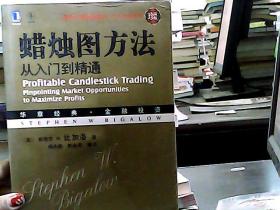 蜡烛图方法
从入门到精通
Profitable Candlestick Trading
Pinpointing Market Opportunities
to Maximize Profits
华章经典·金融投资
STEPHEN W BIGALOW
比加洛 著
Stephen W.
Bigalow